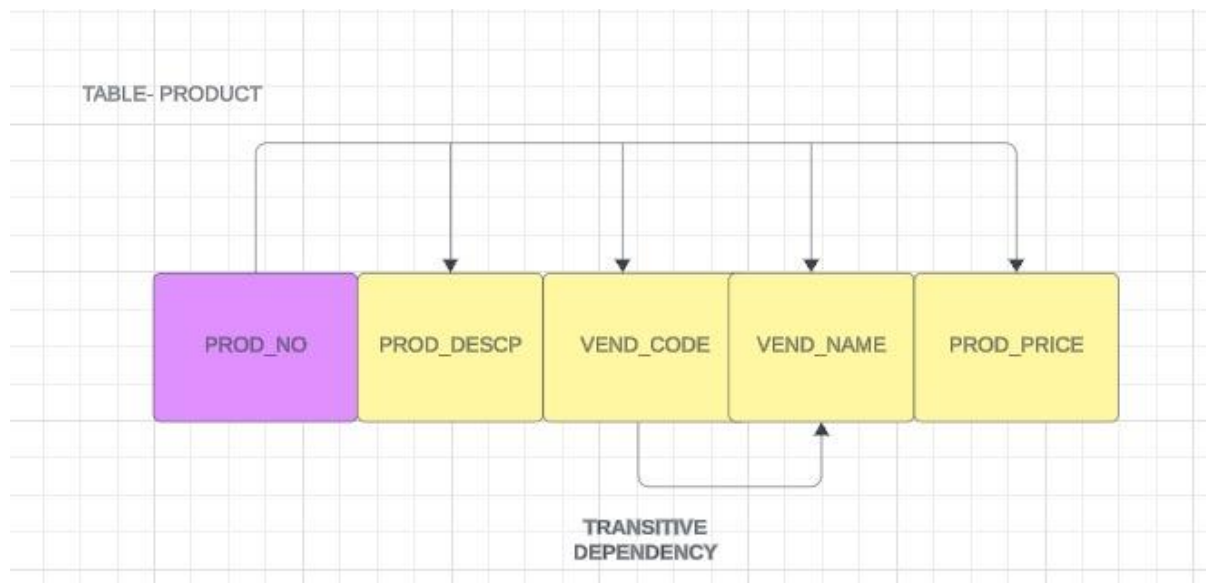 TABLE- PRODUCT
PROD_NO
PROD_DESCP
VEND_CODE
VEND_NAME
PROD_PRICE
TRANSITIVE
DEPENDENCY